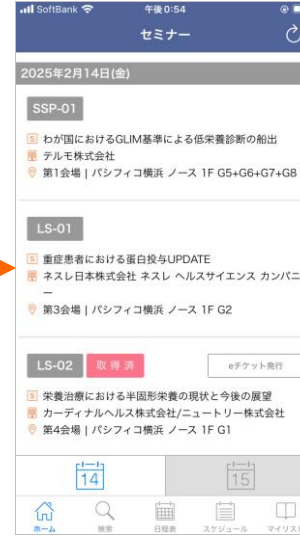 SoftBank 午後0:54
セミナー
2025年2月14日(金)
SSP-01
S わが国におけるGLIM基準による低栄養診断の船出
テルモ株式会社
第1会場 | パシフィコ横浜 ノース 1F G5+G6+G7+G8
LS-01
S 重症患者における蛋白投与UPDATE
ネスレ日本株式会社 ネスレ ヘルスサイエンス カンパニ
ー
第3会場 | パシフィコ横浜 ノース 1F G2
LS-02 取得済 eチケット発行
S 栄養治療における半固形栄養の現状と今後の展望
カーディナルヘルス株式会社/ニュートリー株式会社
第4会場 | パシフィコ横浜 ノース 1F G1
14 15
ホーム 検索 日程表 スケジュール マイリスト